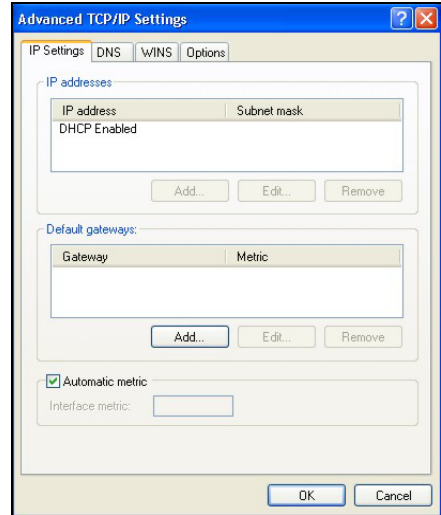 Advanced TCP/IP Settings
IP Settings DNS WINS Options
IP addresses
IP address Subnet mask
DHCP Enabled
Add... Edit... Remove
Default gateways:
Gateway Metric
Add... Edit... Remove
Automatic metric
Interface metric:
OK Cancel